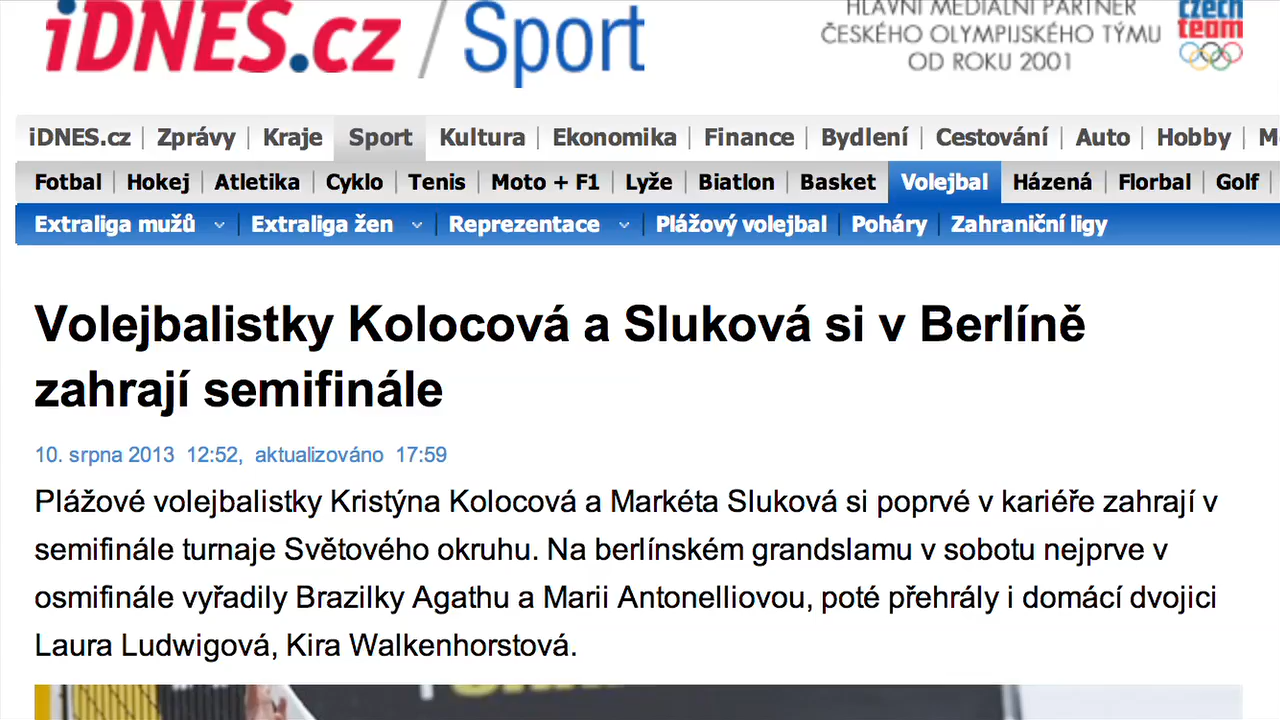 iDNES.cz / Sport
HLAVNÍ MEDIÁLNÍ PARTNER
ČESKÉHO OLYMPIJSKÉHO TÝMU
OD ROKU 2001
czech
team
iDNES.cz | Zprávy | Kraje | Sport | Kultura | Ekonomika | Finance | Bydlení | Cestování | Auto | Hobby |
Fotbal | Hokej | Atletika | Cyklo | Tenis | Moto + F1 | Lyže | Biatlon | Basket | Volejbal | Házená | Florbal | Golf |
Extraliga mužů | Extraliga žen | Reprezentace | Plážový volejbal | Poháry | Zahraniční ligy
Volejbalistky Kolocová a Sluková si v Berlíně
zahrají semifinále
10. srpna 2013 12:52, aktualizováno 17:59
Plážové volejbalistky Kristýna Kolocová a Markéta Sluková si poprvé v kariéře zahrají v
semifinále turnaje Světového okruhu. Na berlínském grandslamu v sobotu nejprve v
osmifinále vyřadily Brazilky Agathu a Marii Antonelliovou, poté přehrály i domácí dvojici
Laura Ludwigová, Kira Walkenhorstová.